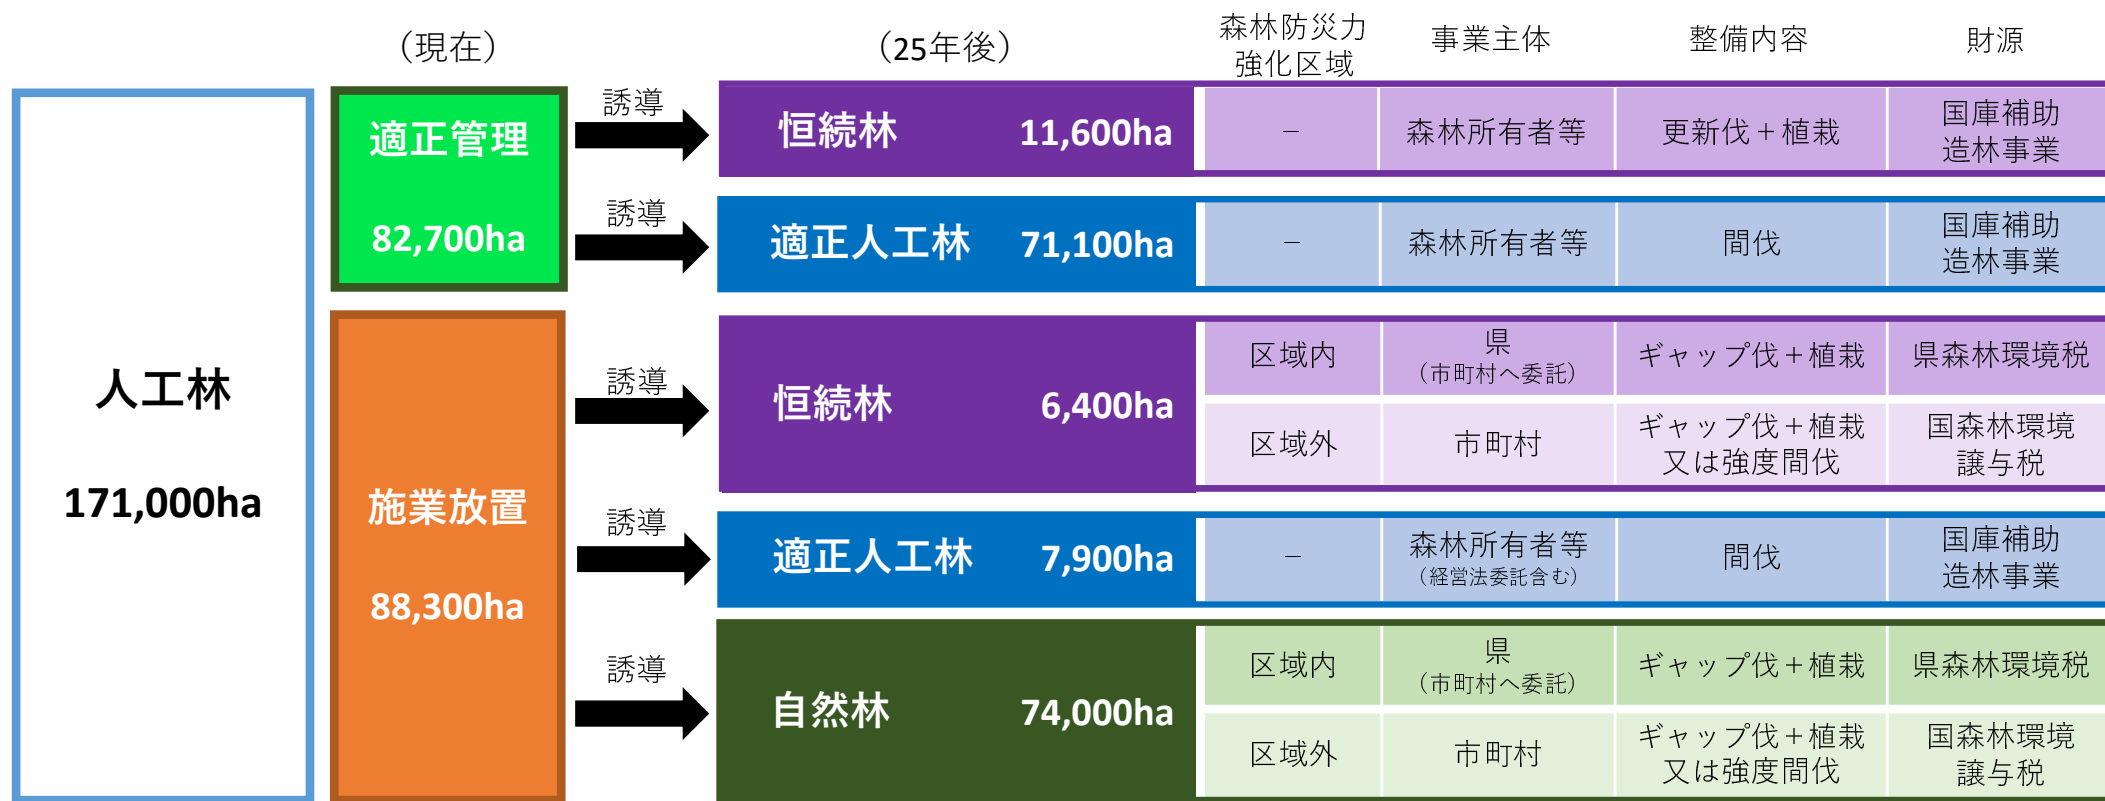 （現在）
（25年後）
森林防災力
強化区域
事業主体
整備内容
財源
人工林
171,000ha
適正管理
82,700ha
誘導
恒続林 11,600ha
－
森林所有者等
更新伐＋植栽
国庫補助
造林事業
誘導
適正人工林 71,100ha
－
森林所有者等
間伐
国庫補助
造林事業
施業放置
88,300ha
誘導
恒続林 6,400ha
区域内
県
（市町村へ委託）
ギャップ伐＋植栽
県森林環境税
区域外
市町村
ギャップ伐＋植栽
又は強度間伐
国森林環境
譲与税
誘導
適正人工林 7,900ha
－
森林所有者等
（経営法委託含む）
間伐
国庫補助
造林事業
誘導
自然林 74,000ha
区域内
県
（市町村へ委託）
ギャップ伐＋植栽
県森林環境税
区域外
市町村
ギャップ伐＋植栽
又は強度間伐
国森林環境
譲与税